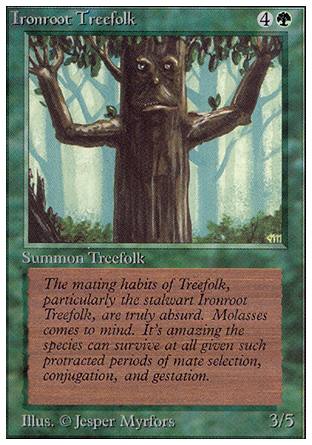 Ironroot Treefolk 4
Summon Treefolk
The mating habits of Treefolk,
particularly the stalwart Ironroot
Treefolk, are truly absurd. Molasses
comes to mind. It's amazing the
species can survive at all given such
protracted periods of mate selection,
conjugation, and gestation.
Illus. © Jesper Myrfors 3/5